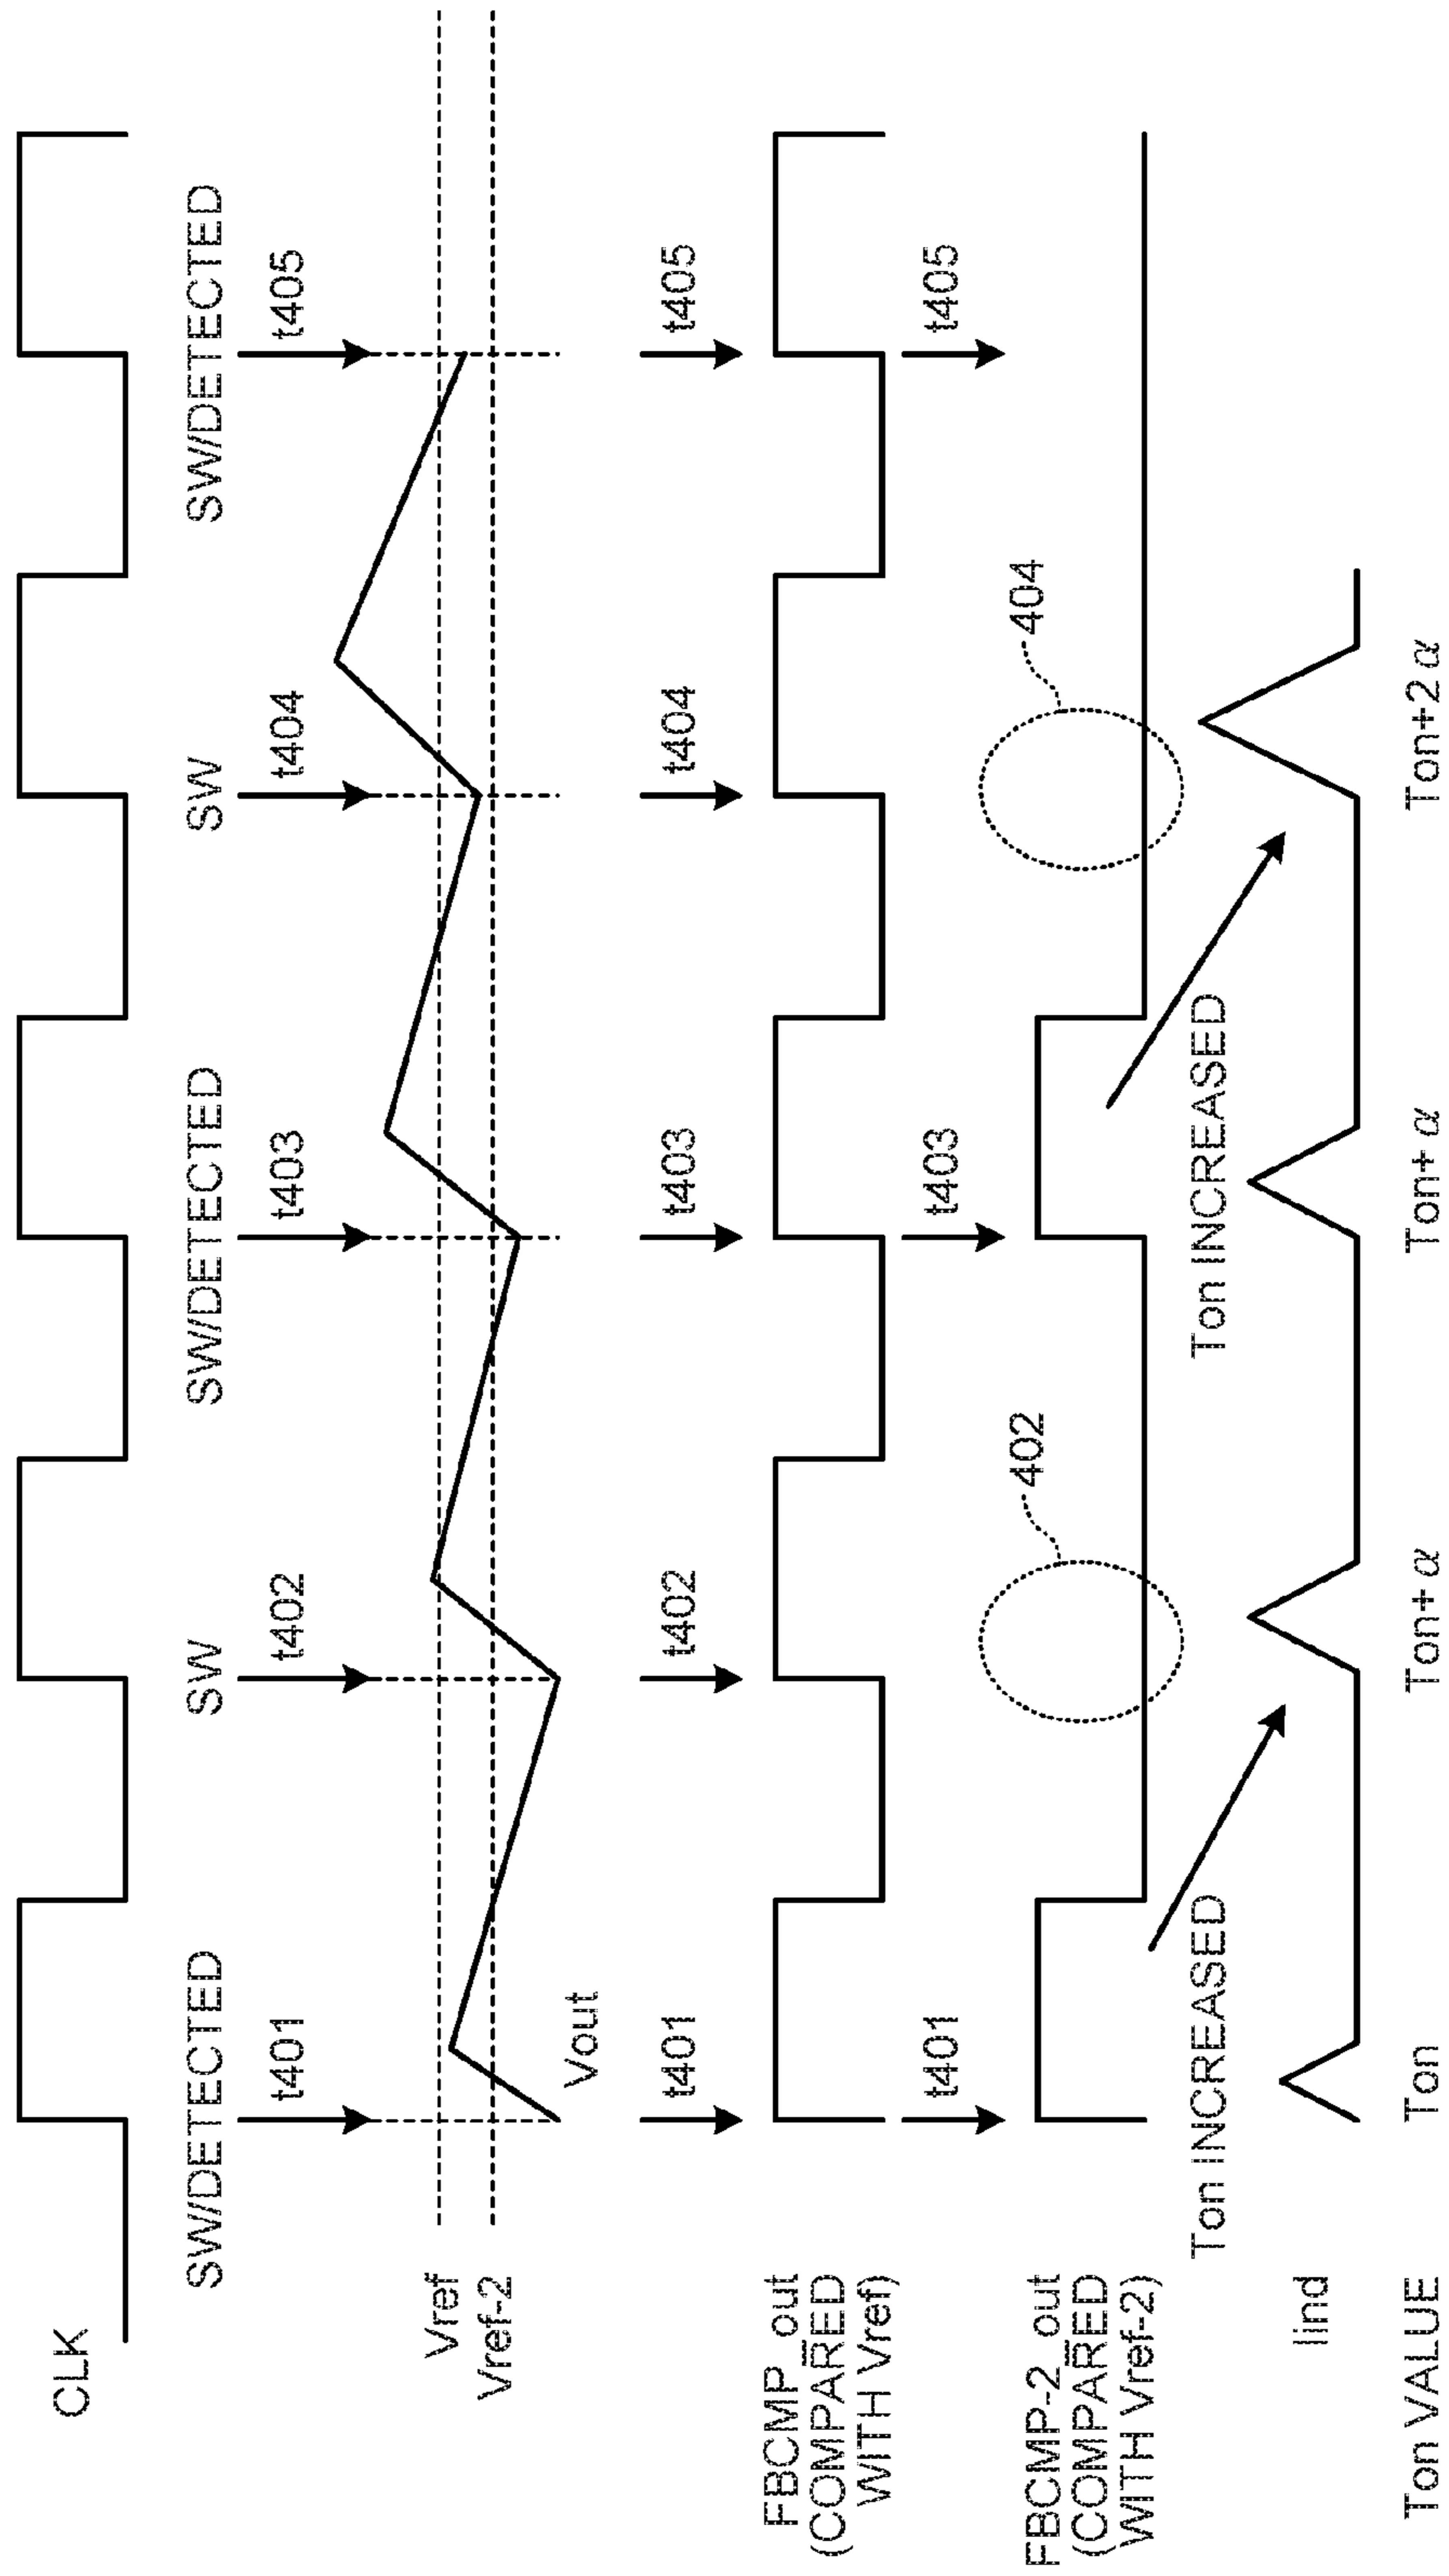 CLK
SW/DETECTED
SW
SW/DETECTED
SW
SW/DETECTED
t401
t402
t403
t404
t405
Vref
Vref-2
Vout
t401
t402
t403
t404
t405
FBCMP_out
(COMPARED
WITH Vref)
t401
t403
t405
FBCMP-2_out
(COMPARED
WITH Vref-2)
402
404
Ton INCREASED
Ton INCREASED
Iind
Ton VALUE
Ton
Ton+α
Ton+α
Ton+2α